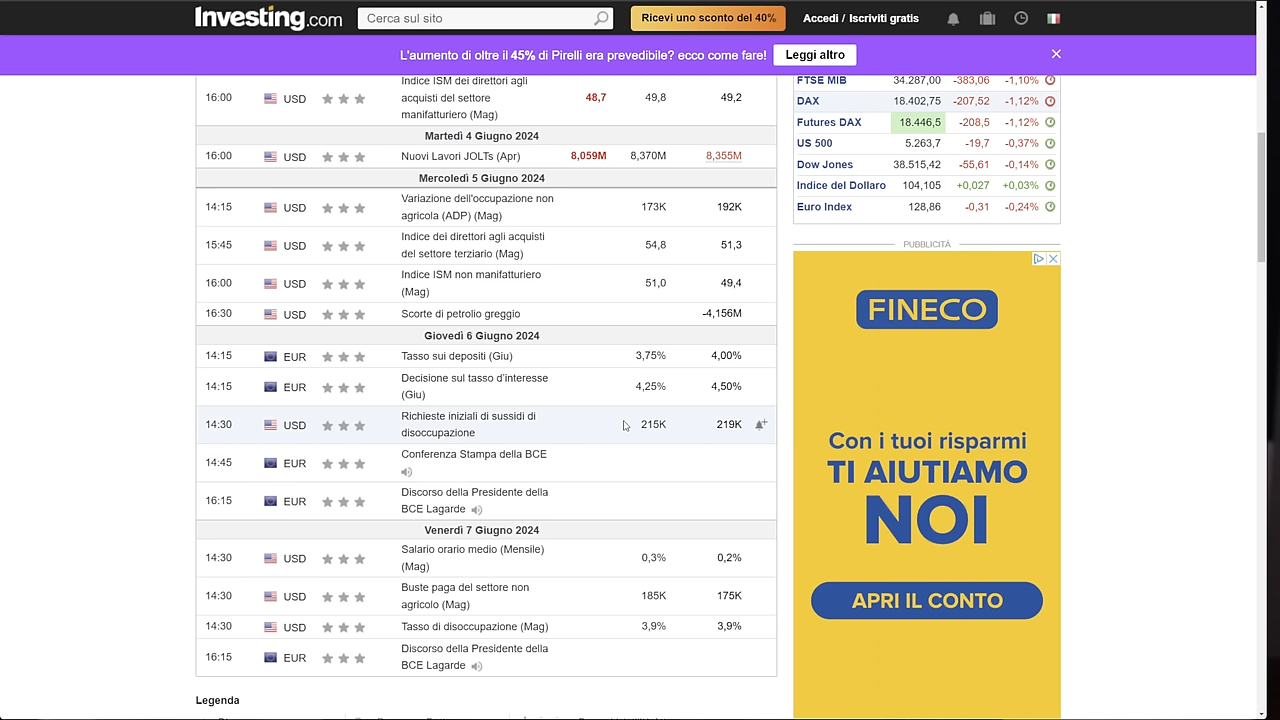 Investing.com
Cerca sul sito
Ricevi uno sconto del 40%
Accedi / Iscriviti gratis
L'aumento di oltre il 45% di Pirelli era prevedibile? ecco come fare!
Leggi altro
16:00 USD Indice ISM dei direttori agli 48,7 49,8 49,2
acquisti del settore
manifatturiero (Mag)
Martedì 4 Giugno 2024
16:00 USD Nuovi Lavori JOLTs (Apr) 8,059M 8,370M 8,355M
Mercoledì 5 Giugno 2024
14:15 USD Variazione dell'occupazione non 173K 192K
agricola (ADP) (Mag)
15:45 USD Indice dei direttori agli acquisti 54,8 51,3
del settore terziario (Mag)
16:00 USD Indice ISM non manifatturiero 51,0 49,4
(Mag)
16:30 USD Scorte di petrolio greggio -4,156M
Giovedì 6 Giugno 2024
14:15 EUR Tasso sui depositi (Giu) 3,75% 4,00%
14:15 EUR Decisione sul tasso d'interesse 4,25% 4,50%
(Giu)
14:30 USD Richieste iniziali di sussidi di 215K 219K
disoccupazione
14:45 EUR Conferenza Stampa della BCE
16:15 EUR Discorso della Presidente della
BCE Lagarde
Venerdì 7 Giugno 2024
14:30 USD Salario orario medio (Mensile) 0,3% 0,2%
(Mag)
14:30 USD Buste paga del settore non 185K 175K
agricolo (Mag)
14:30 USD Tasso di disoccupazione (Mag) 3,9% 3,9%
16:15 EUR Discorso della Presidente della
BCE Lagarde
Legenda
FTSE MIB 34.287,00 -383,06 -1,10%
DAX 18.402,75 -207,52 -1,12%
Futures DAX 18.446,5 -208,5 -1,12%
US 500 5.263,7 -19,7 -0,37%
Dow Jones 38.515,42 -55,61 -0,14%
Indice del Dollaro 104,105 +0,027 +0,03%
Euro Index 128,86 -0,31 -0,24%
PUBBLICITÀ
FINECO
Con i tuoi risparmi
TI AIUTIAMO
NOI
APRI IL CONTO